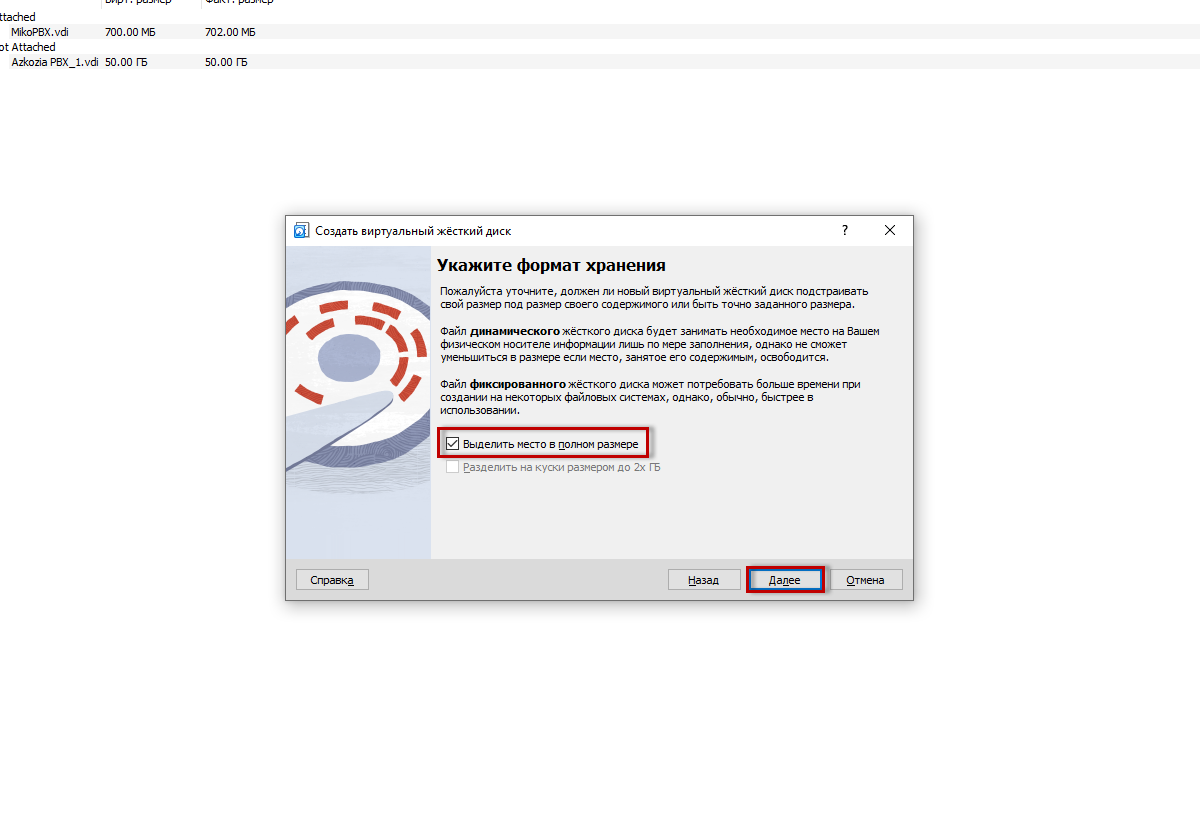 Вирт. размер Факт. размер
ttached
MikoPBX.vdi 700.00 МБ 702.00 МБ
ot Attached
Azkozia PBX_1.vdi 50.00 ГБ 50.00 ГБ
Создать виртуальный жёсткий диск ?
Укажите формат хранения
Пожалуйста уточните, должен ли новый виртуальный жёсткий диск подстраивать
свой размер под размер своего содержимого или быть точно заданного размера.
Файл динамического жёсткого диска будет занимать необходимое место на Вашем
физическом носителе информации лишь по мере заполнения, однако не сможет
уменьшиться в размере если место, занятое его содержимым, освободится.
Файл фиксированного жёсткого диска может потребовать больше времени при
создании на некоторых файловых системах, однако, обычно, быстрее в
использовании.
Выделить место в полном размере
Разделить на куски размером до 2х ГБ
Справка Назад Далее Отмена